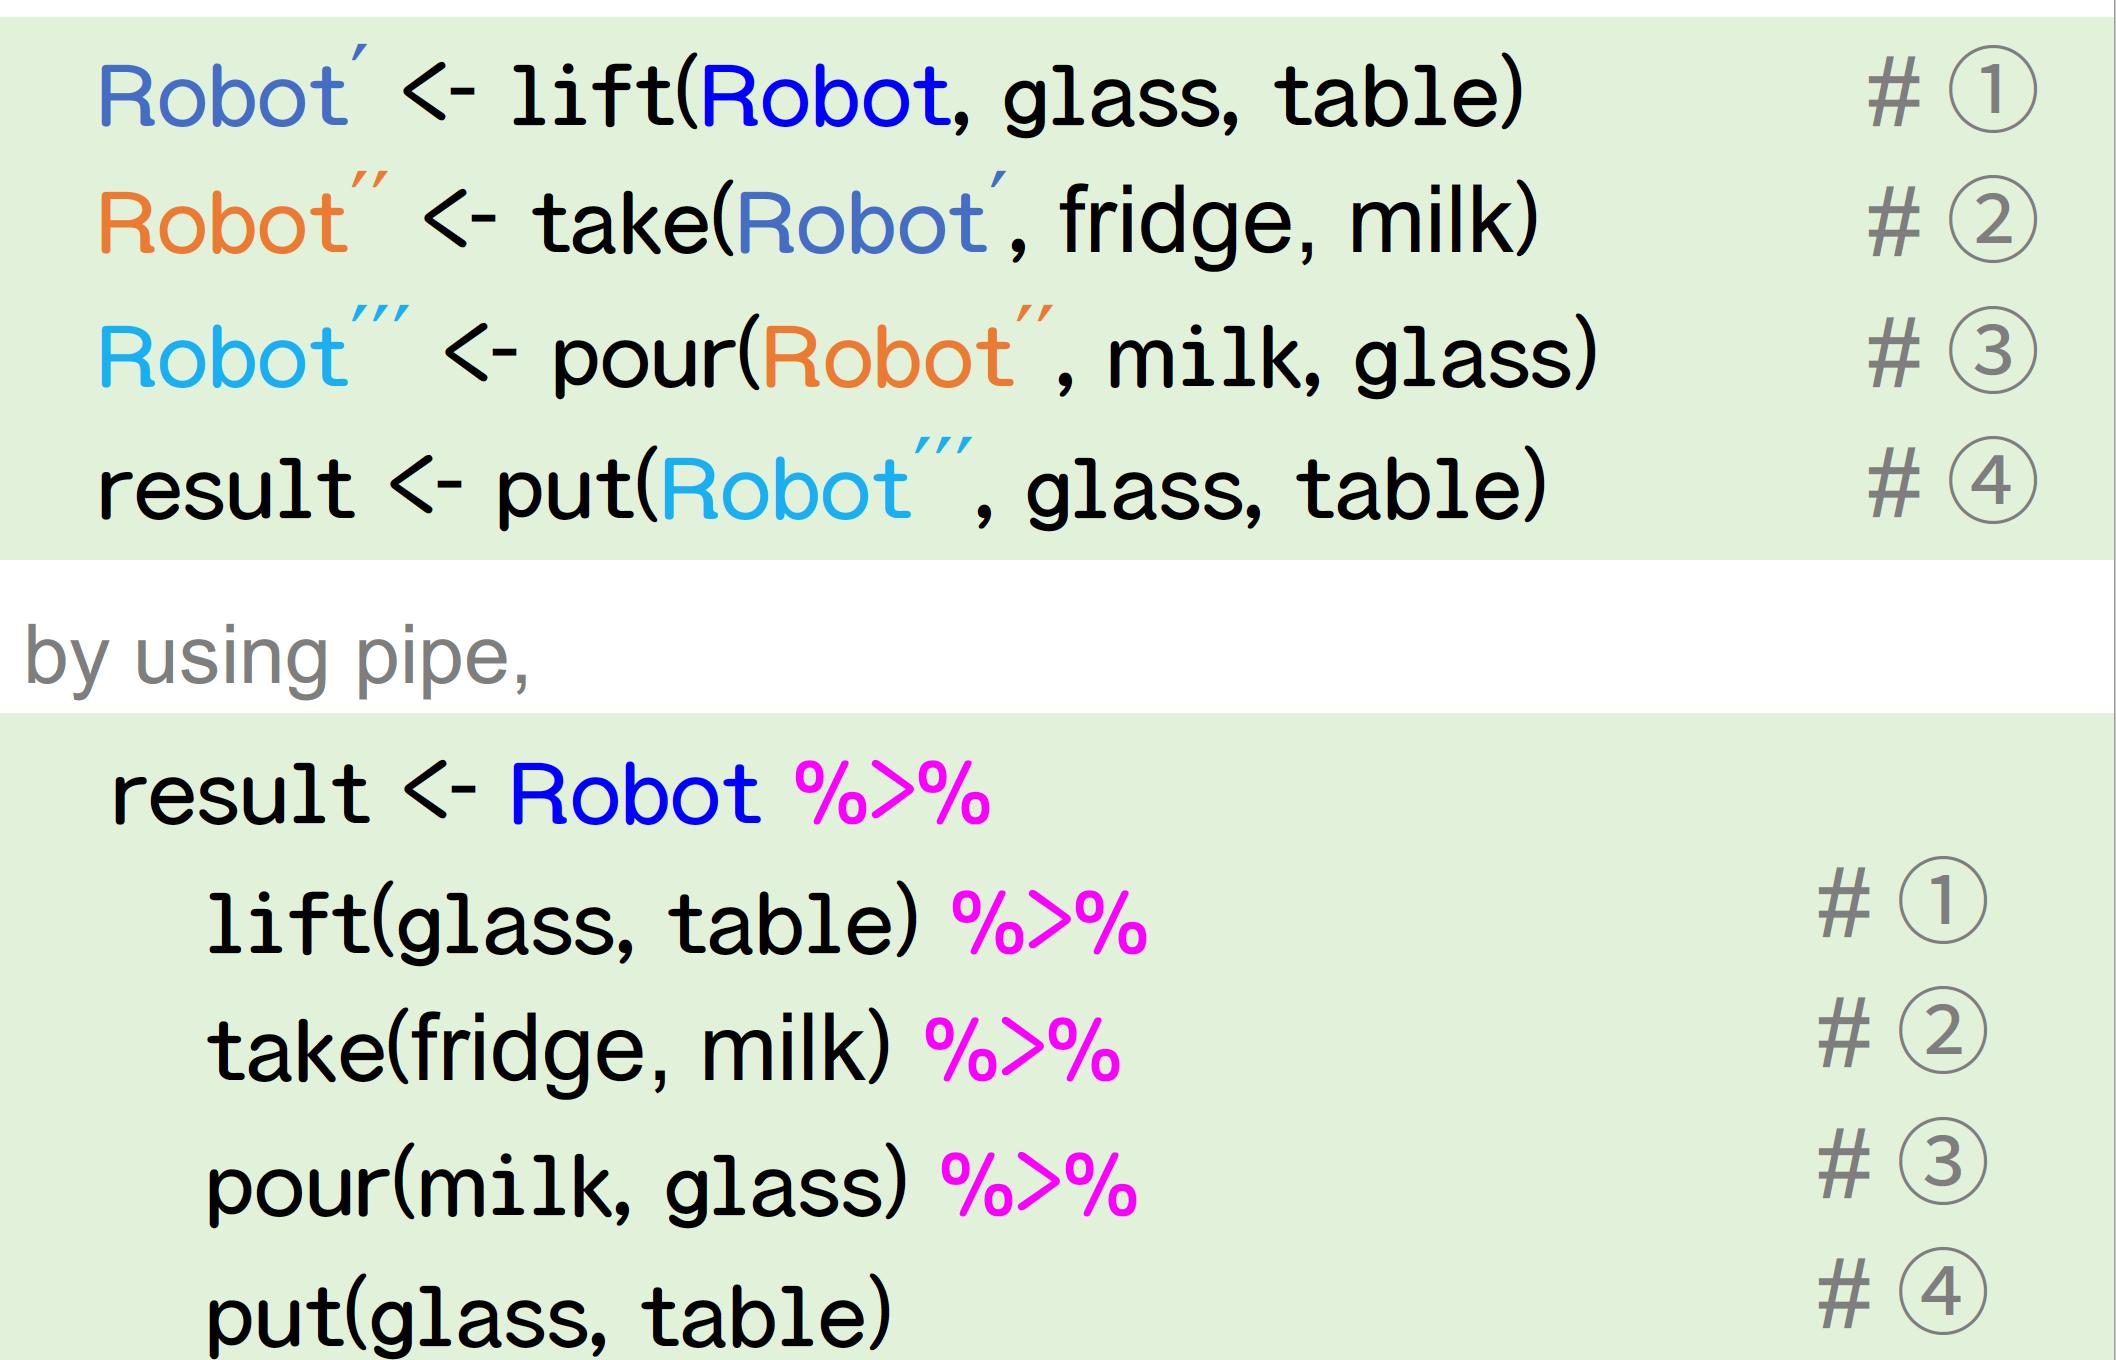 Robot′ <- lift(Robot, glass, table) # ①
Robot′′ <- take(Robot′, fridge, milk) # ②
Robot′′′ <- pour(Robot′′, milk, glass) # ③
result <- put(Robot′′′, glass, table) # ④
by using pipe,
result <- Robot %>%
lift(glass, table) %>% # ①
take(fridge, milk) %>% # ②
pour(milk, glass) %>% # ③
put(glass, table) # ④